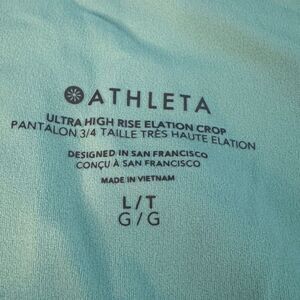 ATHLETA
ULTRA HIGH RISE ELATION CROP
PANTALON 3/4 TAILLE TRÈS HAUTE ELATION
DESIGNED IN SAN FRANCISCO
CONÇU À SAN FRANCISCO
MADE IN VIETNAM
L/T
G/G